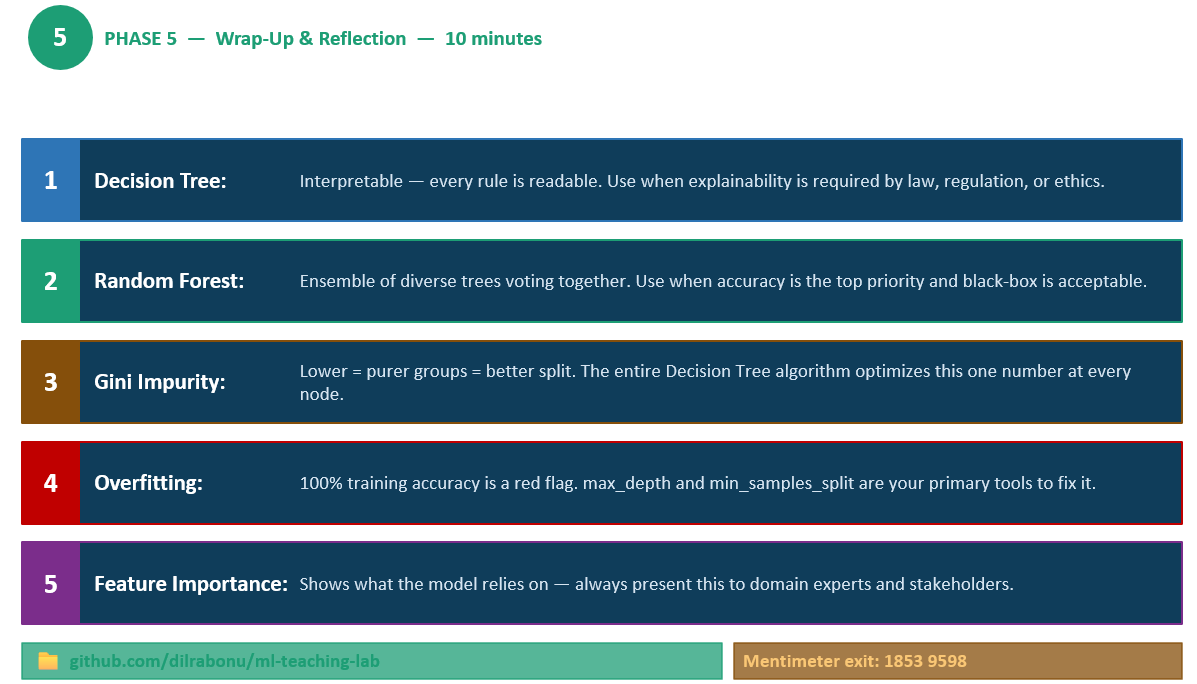 5
PHASE 5 — Wrap-Up & Reflection — 10 minutes
1
Decision Tree:
Interpretable — every rule is readable. Use when explainability is required by law, regulation, or ethics.
2
Random Forest:
Ensemble of diverse trees voting together. Use when accuracy is the top priority and black-box is acceptable.
3
Gini Impurity:
Lower = purer groups = better split. The entire Decision Tree algorithm optimizes this one number at every
node.
4
Overfitting:
100% training accuracy is a red flag. max_depth and min_samples_split are your primary tools to fix it.
5
Feature Importance:
Shows what the model relies on — always present this to domain experts and stakeholders.
github.com/dilrabonu/ml-teaching-lab
Mentimeter exit: 1853 9598